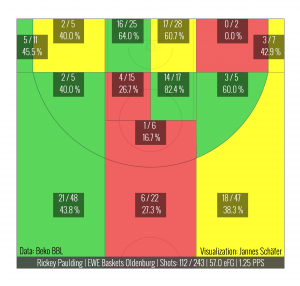 2 / 5
40.0 %
16 / 25
64.0 %
17 / 28
60.7 %
0 / 2
0.0 %
5 / 11
45.5 %
3 / 7
42.9 %
2 / 5
40.0 %
4 / 15
26.7 %
14 / 17
82.4 %
3 / 5
60.0 %
1 / 6
16.7 %
21 / 48
43.8 %
6 / 22
27.3 %
18 / 47
38.3 %
Data: Beko BBL
Visualization: Jannes Schäfer
Rickey Paulding | EWE Baskets Oldenburg | Shots: 112 / 243 | 57.0 eFG | 1.25 PPS